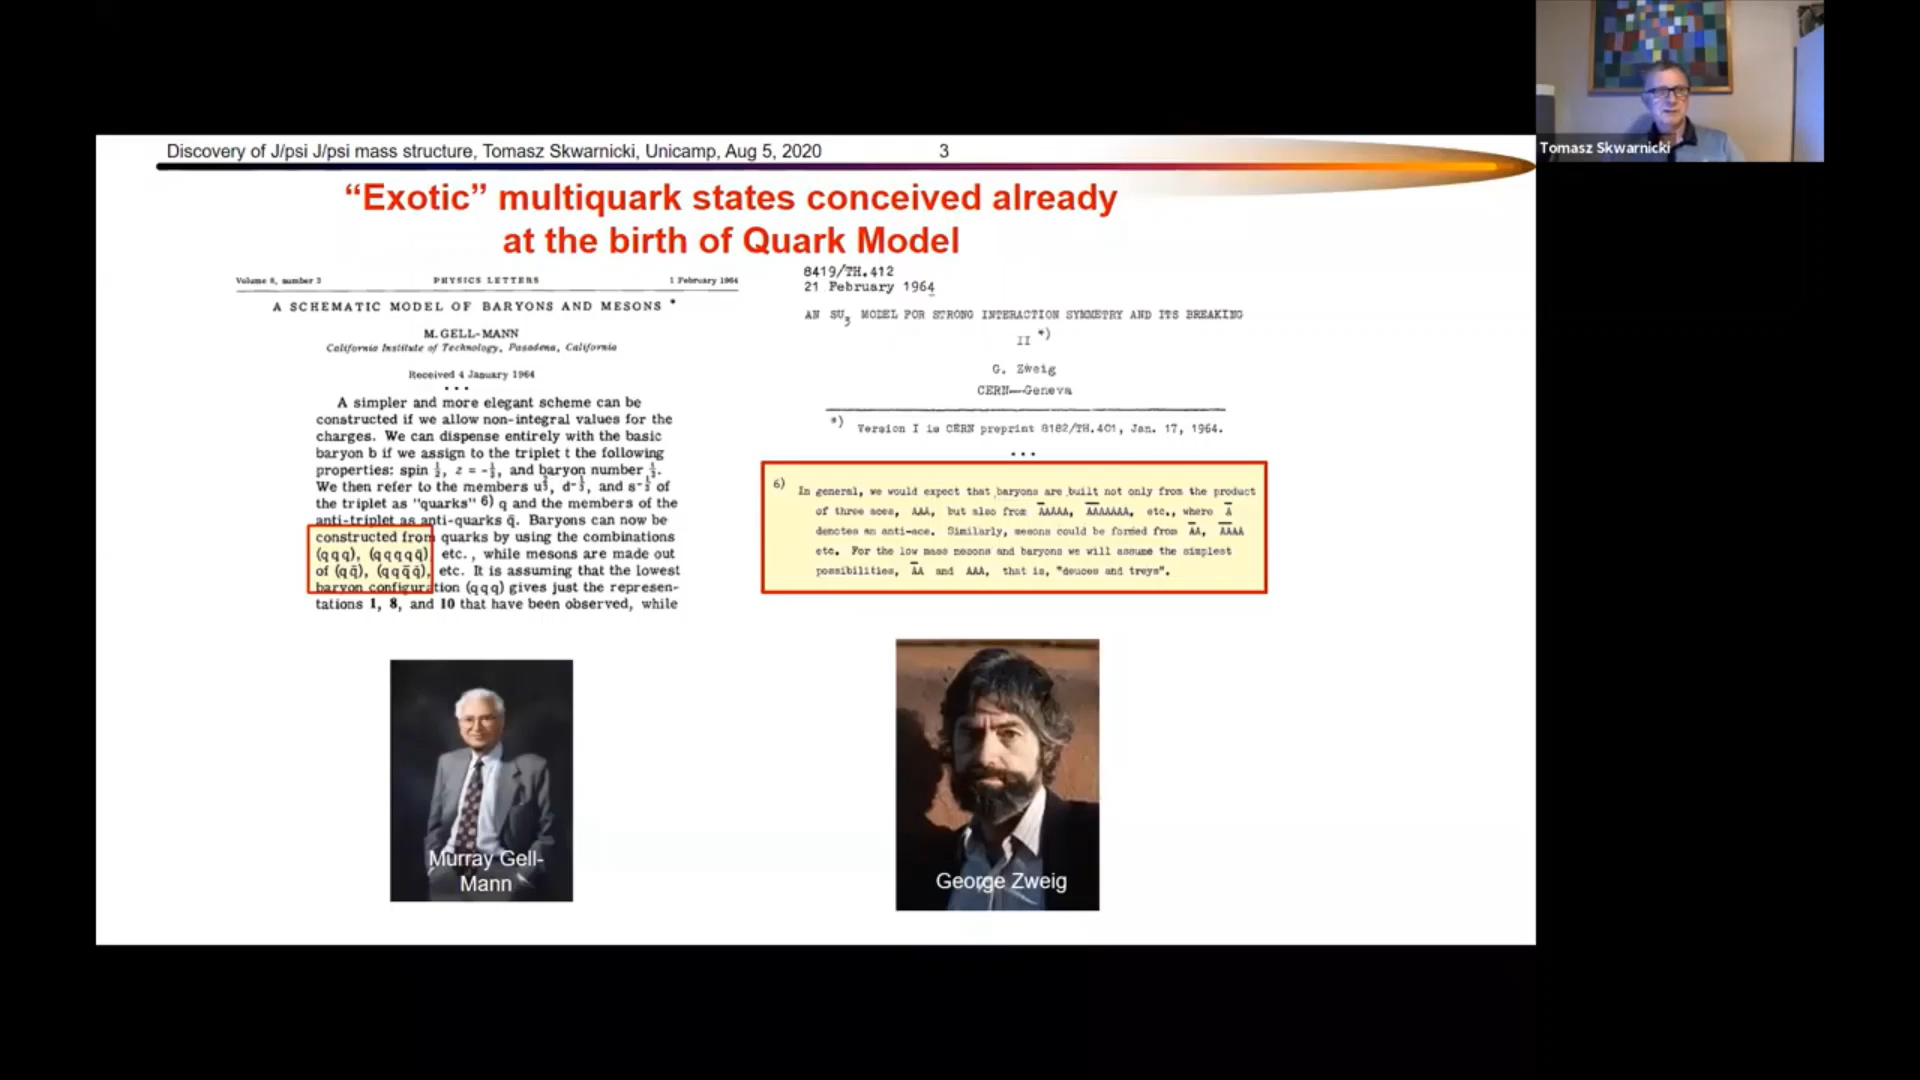 Tomasz Skwarnicki
Discovery of J/psi J/psi mass structure, Tomasz Skwarnicki, Unicamp, Aug 5, 2020
3
“Exotic” multiquark states conceived already
at the birth of Quark Model
Volume 8, number 3 PHYSICS LETTERS 1 February 1964
A SCHEMATIC MODEL OF BARYONS AND MESONS *
M. GELL-MANN
California Institute of Technology, Pasadena, California
Received 4 January 1964
...
A simpler and more elegant scheme can be
constructed if we allow non-integral values for the
charges. We can dispense entirely with the basic
baryon b if we assign to the triplet t the following
properties: spin ½, z = -⅓, and baryon number ⅓.
We then refer to the members u⅔, d-⅓, and s-⅓ of
the triplet as "quarks" 6) q and the members of the
anti-triplet as anti-quarks q̄. Baryons can now be
constructed from quarks by using the combinations
(q q q), (q q q q q̄) etc., while mesons are made out
of (q q̄), (q q q̄ q̄), etc. It is assuming that the lowest
baryon configuration (q q q) gives just the represen-
tations 1, 8, and 10 that have been observed, while
8419/TH.412
21 February 1964
AN SU₃ MODEL FOR STRONG INTERACTION SYMMETRY AND ITS BREAKING
II *)
G. Zweig
CERN—Geneva
*) Version I is CERN preprint 8182/TH.401, Jan. 17, 1964.
...
6) In general, we would expect that baryons are built not only from the product
of three aces, AAA, but also from ĀAAAA, ĀĀAAAAA, etc., where Ā
denotes an anti-ace. Similarly, mesons could be formed from ĀA, ĀĀAA
etc. For the low mass mesons and baryons we will assume the simplest
possibilities, ĀA and AAA, that is, "deuces and treys".
Murray Gell-
Mann
George Zweig